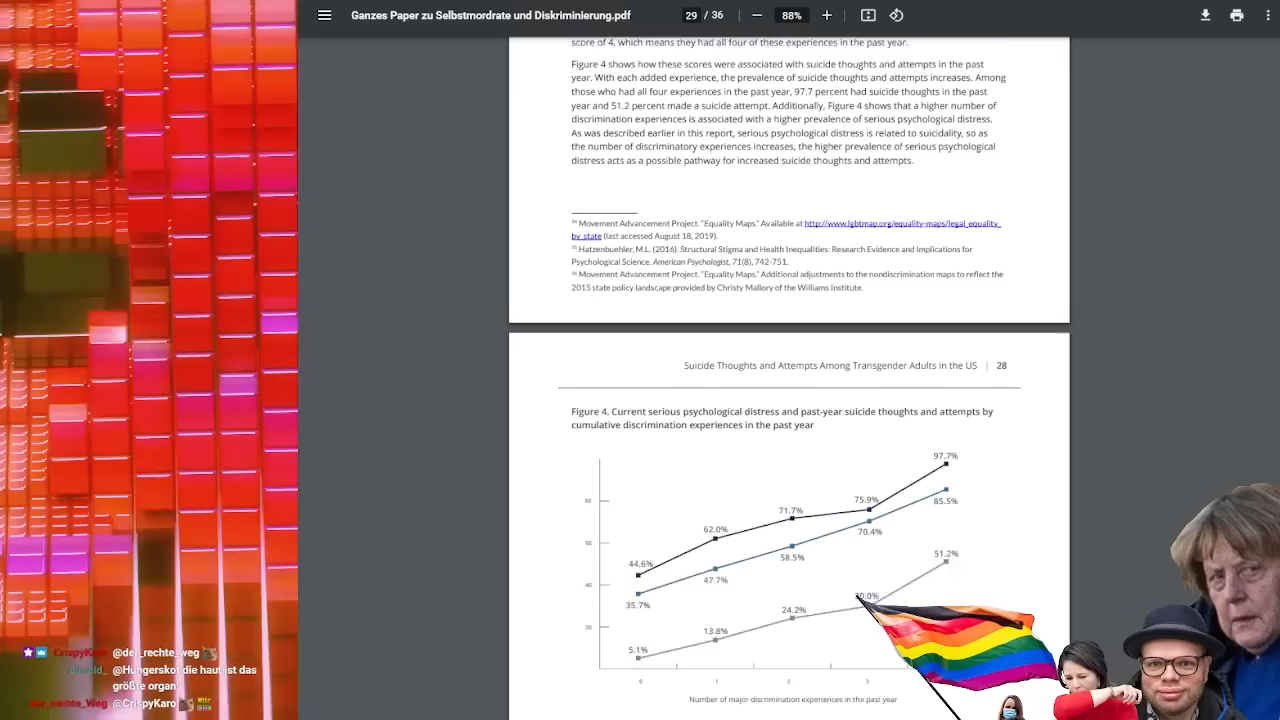 Ganzes Paper zu Selbstmordrate und Diskriminierung.pdf
29 / 36
88%
score of 4, which means they had all four of these experiences in the past year.
Figure 4 shows how these scores were associated with suicide thoughts and attempts in the past
year. With each added experience, the prevalence of suicide thoughts and attempts increases. Among
those who had all four experiences in the past year, 97.7 percent had suicide thoughts in the past
year and 51.2 percent made a suicide attempt. Additionally, Figure 4 shows that a higher number of
discrimination experiences is associated with a higher prevalence of serious psychological distress.
As was described earlier in this report, serious psychological distress is related to suicidality, so as
the number of discriminatory experiences increases, the higher prevalence of serious psychological
distress acts as a possible pathway for increased suicide thoughts and attempts.
34 Movement Advancement Project. "Equality Maps." Available at http://www.lgbtmap.org/equality-maps/legal_equality_
by_state (last accessed August 18, 2019).
35 Hatzenbuehler, M.L. (2016). Structural Stigma and Health Inequalities: Research Evidence and Implications for
Psychological Science. American Psychologist, 71(8), 742-751.
36 Movement Advancement Project. "Equality Maps." Additional adjustments to the nondiscrimination maps to reflect the
2015 state policy landscape provided by Christy Mallory of the Williams Institute.
Suicide Thoughts and Attempts Among Transgender Adults in the US | 28
Figure 4. Current serious psychological distress and past-year suicide thoughts and attempts by
cumulative discrimination experiences in the past year
97.7%
80
75.9%
85.5%
71.7%
62.0%
70.4%
60
44.6%
58.5%
51.2%
47.7%
40
35.7%
30.0%
24.2%
20
13.8%
5.1%
0 1 2 3
Number of major discrimination experiences in the past year
CrispyKaro @der_rechte_weg
@Hungerskot die haut ist das
größte organ
der_rechte_Weg @CrispyKaro